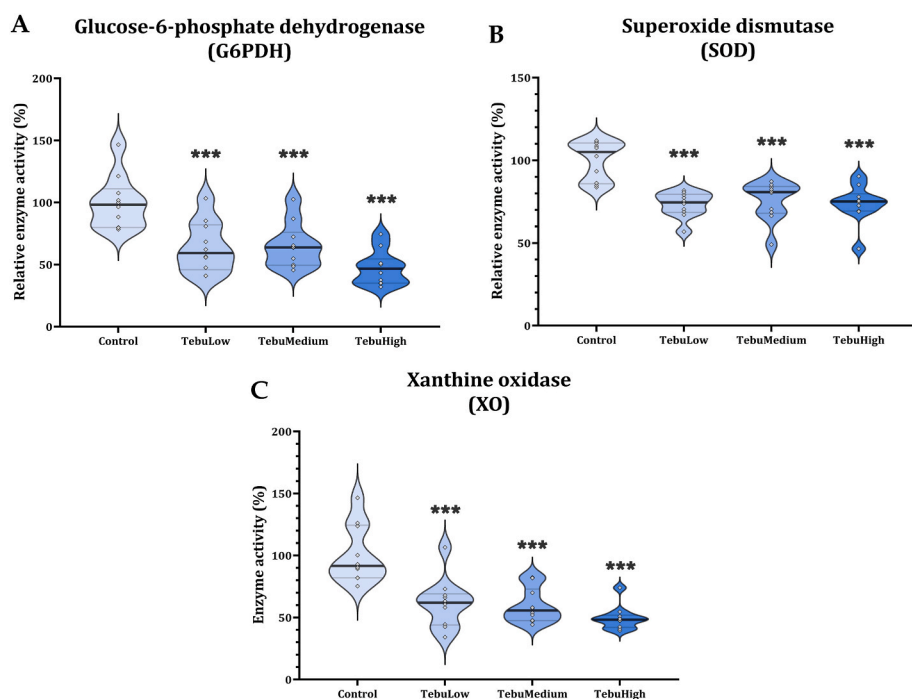 A
Glucose-6-phosphate dehydrogenase
(G6PDH)
Relative enzyme activity (%)
200
150
100
50
0
***
***
***
Control
TebuLow
TebuMedium
TebuHigh
B
Superoxide dismutase
(SOD)
Relative enzyme activity (%)
150
100
50
0
***
***
***
Control
TebuLow
TebuMedium
TebuHigh
C
Xanthine oxidase
(XO)
Enzyme activity (%)
200
150
100
50
0
***
***
***
Control
TebuLow
TebuMedium
TebuHigh